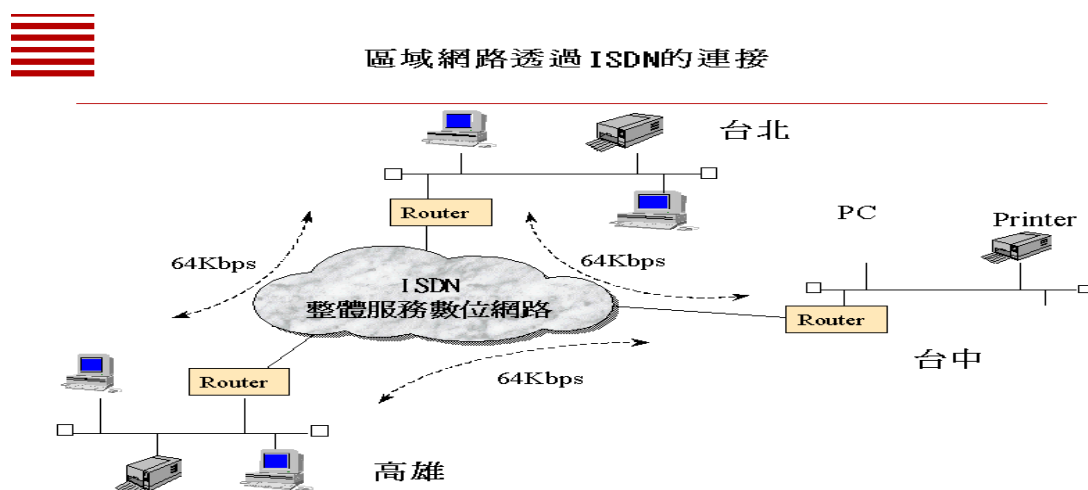 區域網路透過ISDN的連接
台北
Router
PC
Printer
64Kbps
64Kbps
ISDN
整體服務數位網路
Router
台中
64Kbps
Router
高雄